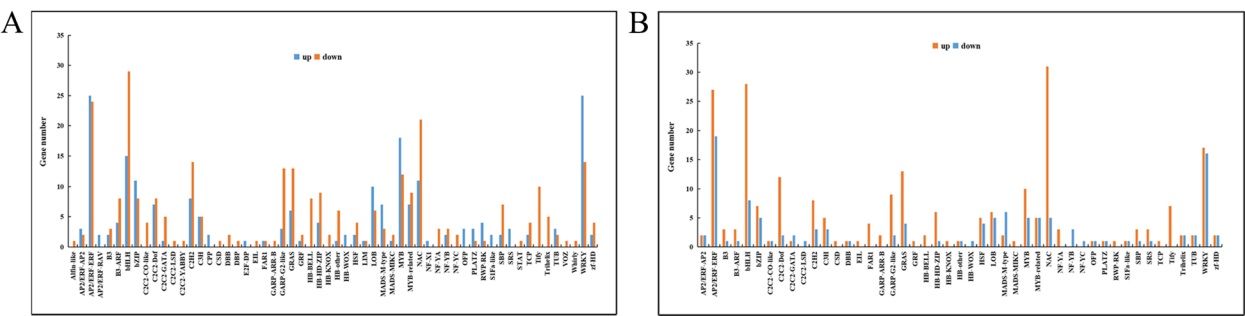 A
35
30
25
20
15
10
5
0
Gene number
up down
Alfin-like
AP2/ERF-AP2
AP2/ERF-ERF
AP2/ERF-RAV
B3
B3-ARF
bHLH
bZIP
C2C2-CO-like
C2C2-Dof
C2C2-GATA
C2C2-LSD
C2C2-YABBY
C2H2
C3H
CPP
CSD
DBB
DBP
E2F-DP
EIL
FAR1
GARP-ARR-B
GARP-G2-like
GRAS
GRF
HB-BELL
HB-HD-ZIP
HB-KNOX
HB-other
HB-WOX
HSF
LIM
LOB
MADS-M-type
MADS-MIKC
MYB
MYB-related
NAC
NF-X1
NF-YA
NF-YB
NF-YC
OFP
PLATZ
RWP-RK
S1Fa-like
SBP
SRS
STAT
TCP
Tify
Trihelix
TUB
VOZ
Whirly
WRKY
zf-HD
B
35
30
25
20
15
10
5
0
Gene number
up down
AP2/ERF-AP2
AP2/ERF-ERF
B3
B3-ARF
bHLH
bZIP
C2C2-CO-like
C2C2-Dof
C2C2-GATA
C2C2-LSD
C2H2
C3H
CSD
DBB
EIL
FAR1
GARP-ARR-B
GARP-G2-like
GRAS
GRF
HB-BELL
HB-HD-ZIP
HB-KNOX
HB-other
HB-WOX
HSF
LOB
MADS-M-type
MADS-MIKC
MYB
MYB-related
NAC
NF-YA
NF-YB
NF-YC
OFP
PLATZ
RWP-RK
S1Fa-like
SBP
SRS
TCP
Tify
Trihelix
TUB
WRKY
zf-HD